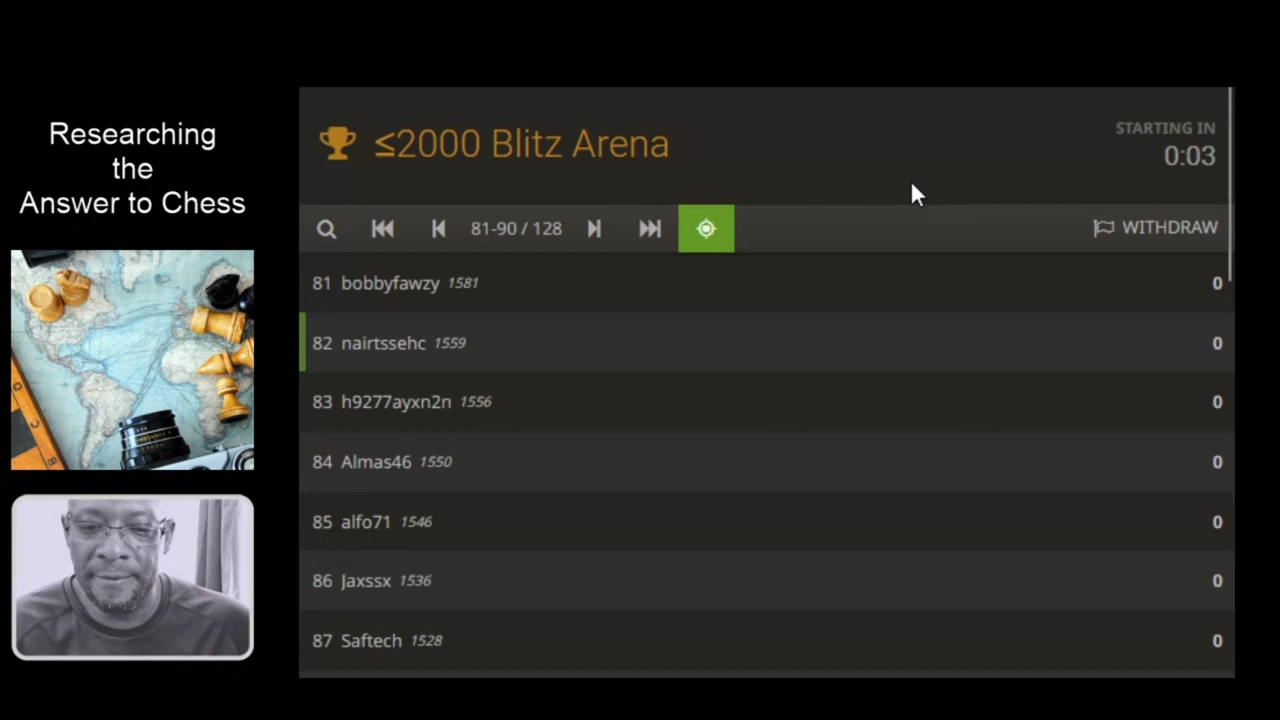 Researching
the
Answer to Chess
≤2000 Blitz Arena
STARTING IN
0:03
81-90 / 128
WITHDRAW
81 bobbyfawzy 1581 0
82 nairtssehc 1559 0
83 h9277ayxn2n 1556 0
84 Almas46 1550 0
85 alfo71 1546 0
86 Jaxssx 1536 0
87 Saftech 1528 0